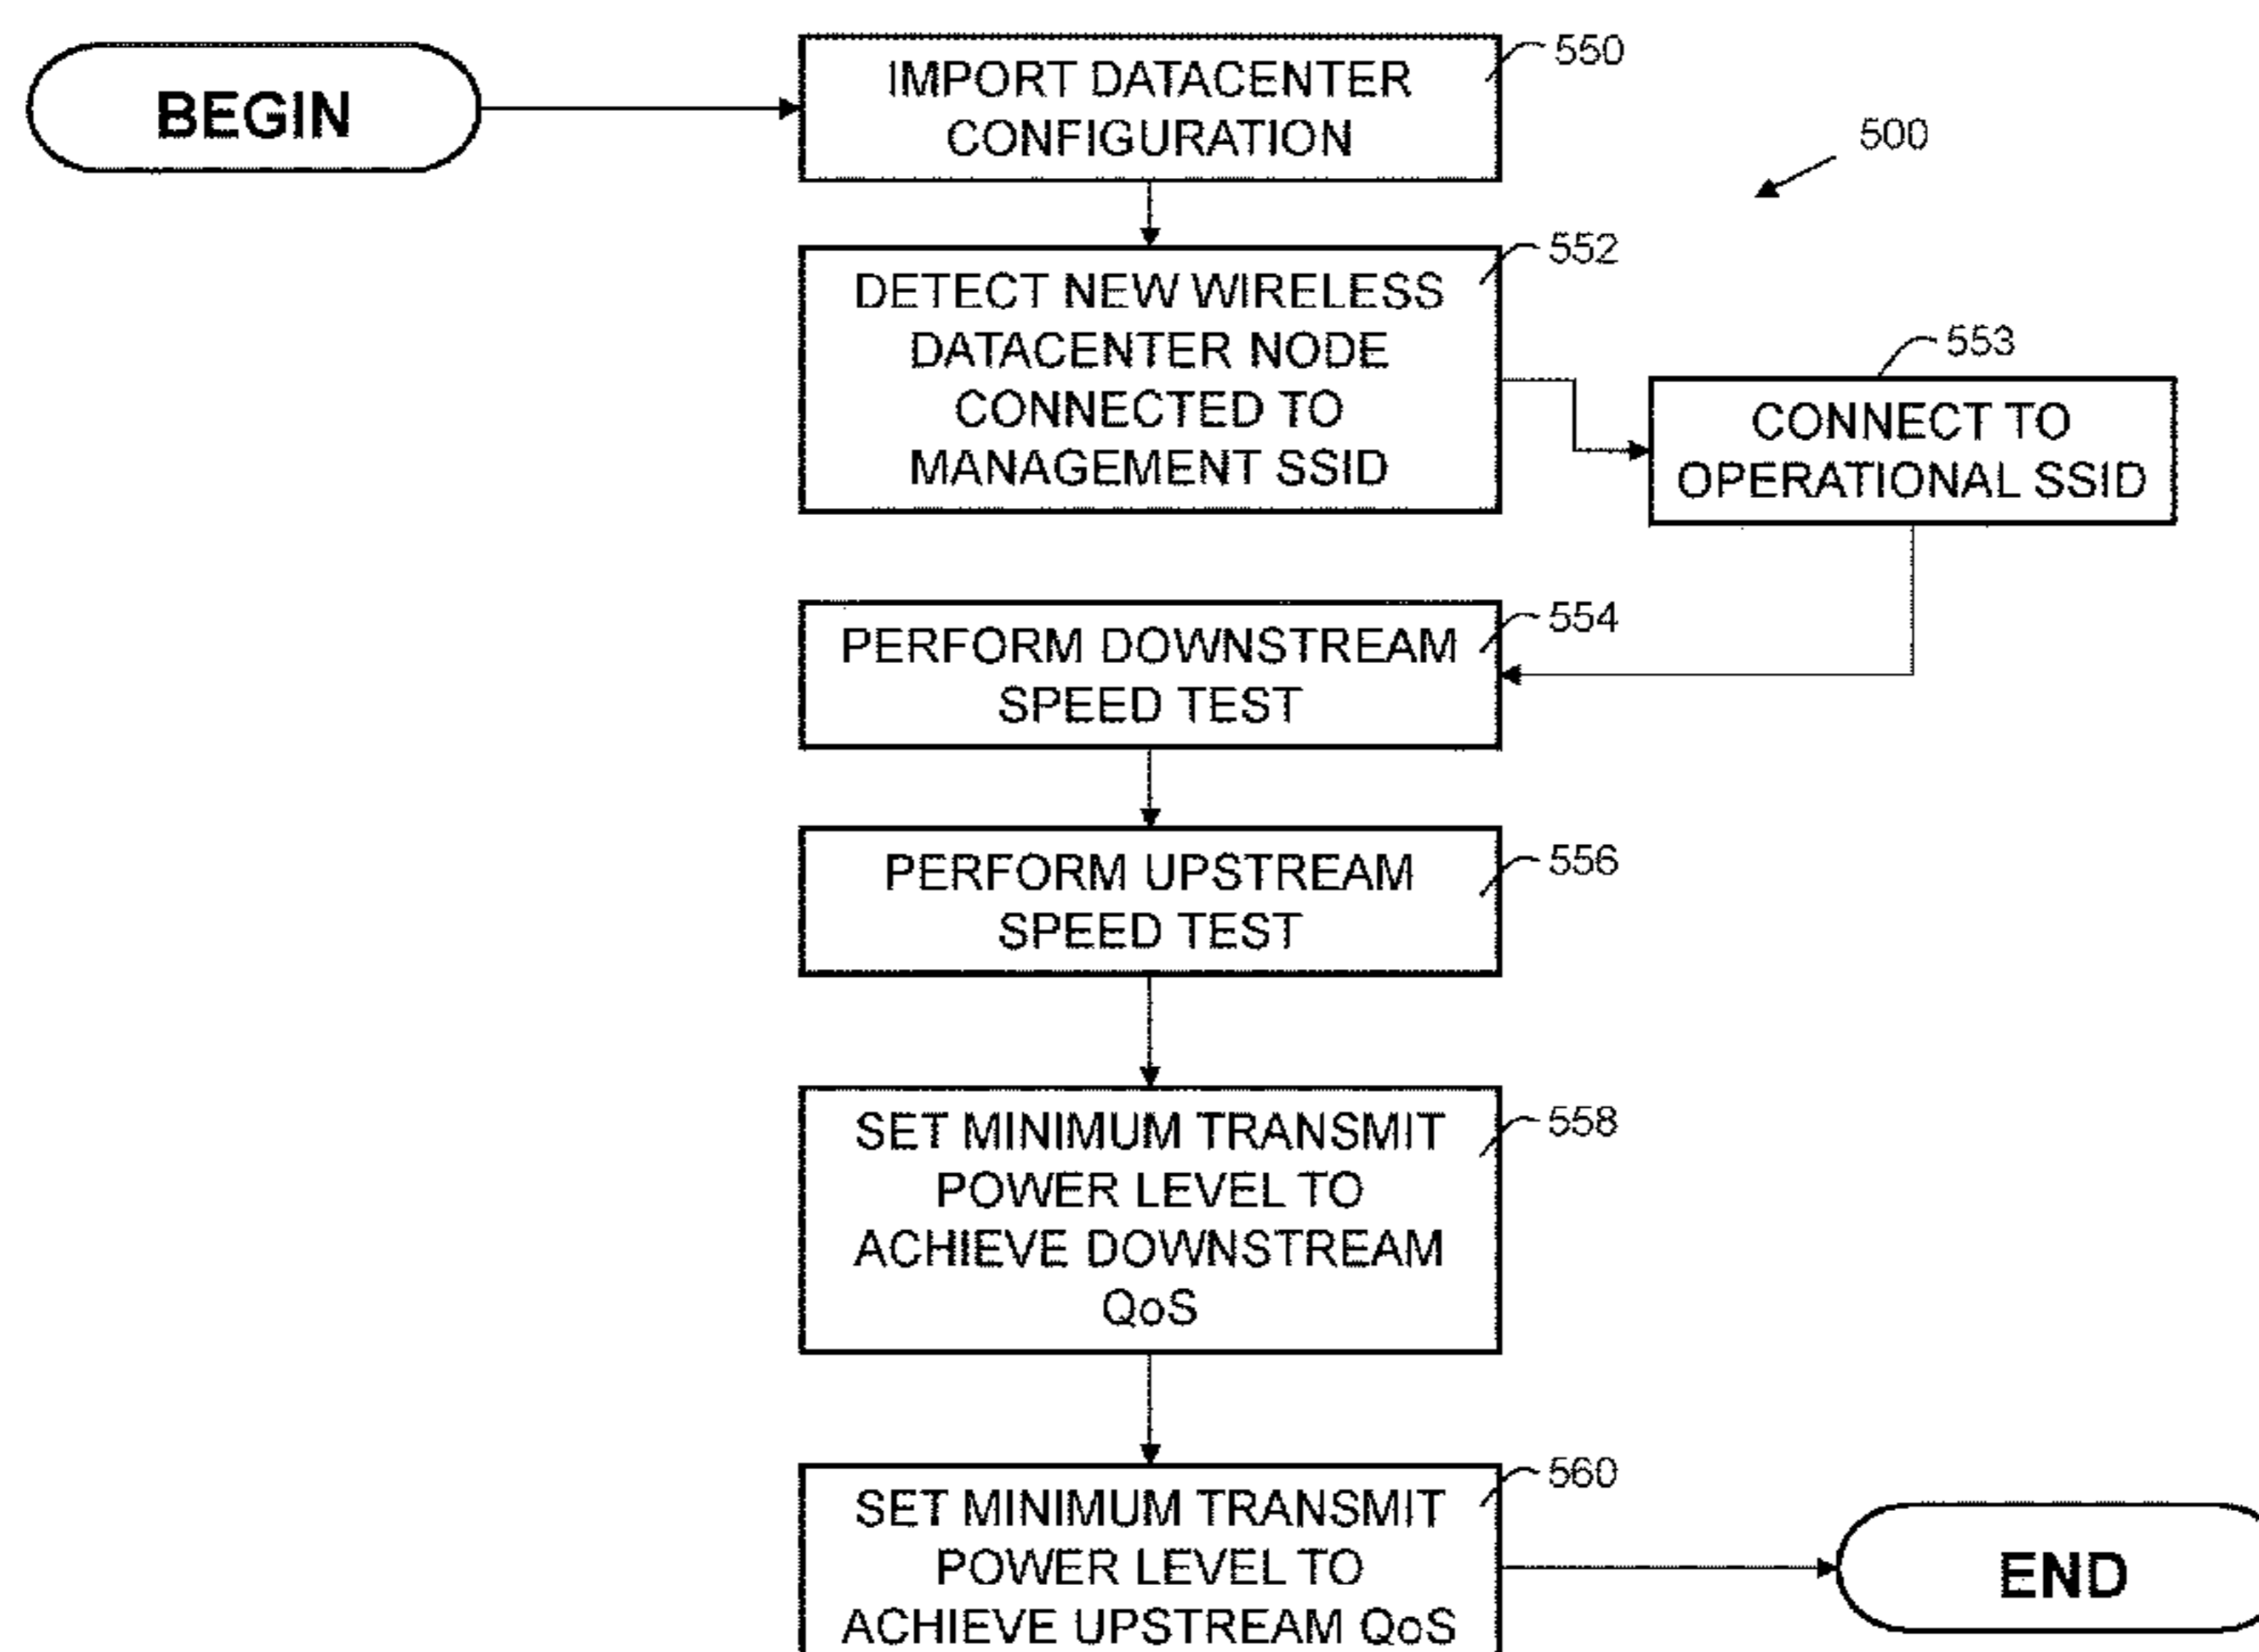 BEGIN
IMPORT DATACENTER
CONFIGURATION
550
500
DETECT NEW WIRELESS
DATACENTER NODE
CONNECTED TO
MANAGEMENT SSID
552
553
CONNECT TO
OPERATIONAL SSID
PERFORM DOWNSTREAM
SPEED TEST
554
PERFORM UPSTREAM
SPEED TEST
556
SET MINIMUM TRANSMIT
POWER LEVEL TO
ACHIEVE DOWNSTREAM
QoS
558
SET MINIMUM TRANSMIT
POWER LEVEL TO
ACHIEVE UPSTREAM QoS
560
END